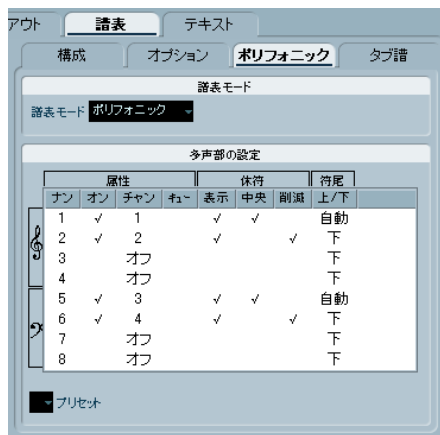 アウト 譜表 テキスト
構成 オプション ポリフォニック タブ譜
譜表モード
譜表モード ポリフォニック
多声部の設定
属性 休符 符尾
ナン オン チャン キュー 表示 中央 削減 上/下
1 √ 1 √ √ 自動
2 √ 2 √ √ 下
3 オフ 下
4 オフ 下
5 √ 3 √ √ 自動
6 √ 4 √ √ 下
7 オフ 下
8 オフ 下
プリセット